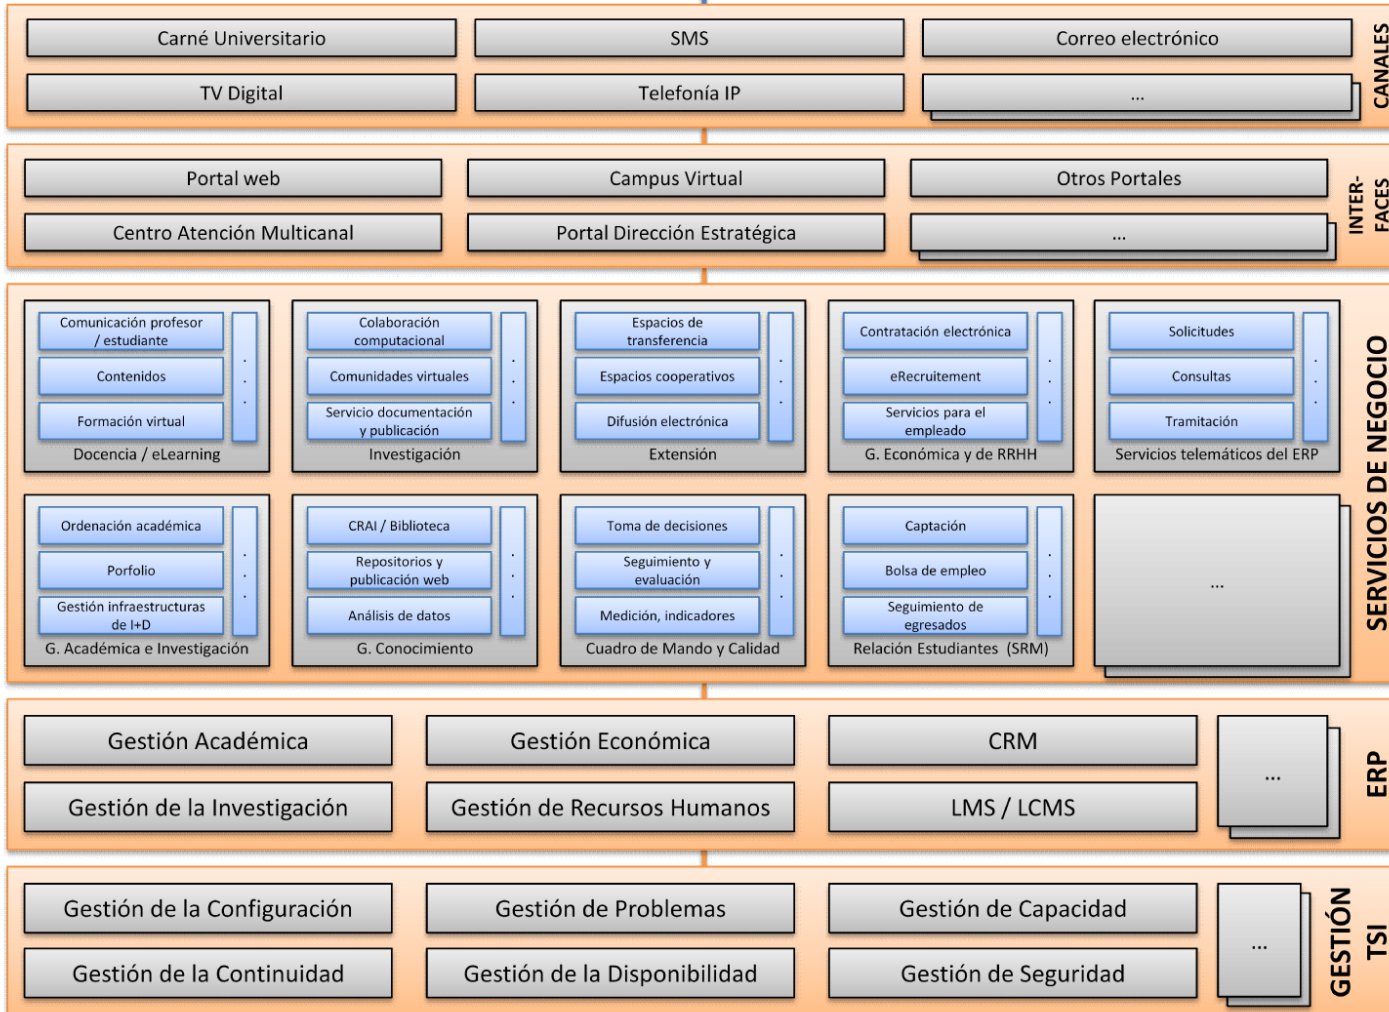 Carné Universitario
SMS
Correo electrónico
TV Digital
Telefonía IP
...
CANALES
Portal web
Campus Virtual
Otros Portales
Centro Atención Multicanal
Portal Dirección Estratégica
...
INTER-
FACES
Comunicación profesor
/ estudiante
Contenidos
Formación virtual
. . .
Docencia / eLearning
Colaboración
computacional
Comunidades virtuales
Servicio documentación
y publicación
. . .
Investigación
Espacios de
transferencia
Espacios cooperativos
Difusión electrónica
. . .
Extensión
Contratación electrónica
eRecruitement
Servicios para el
empleado
. . .
G. Económica y de RRHH
Solicitudes
Consultas
Tramitación
. . .
Servicios telemáticos del ERP
Ordenación académica
Porfolio
Gestión infraestructuras
de I+D
. . .
G. Académica e Investigación
CRAI / Biblioteca
Repositorios y
publicación web
Análisis de datos
. . .
G. Conocimiento
Toma de decisiones
Seguimiento y
evaluación
Medición, indicadores
. . .
Cuadro de Mando y Calidad
Captación
Bolsa de empleo
Seguimiento de
egresados
. . .
Relación Estudiantes (SRM)
...
SERVICIOS DE NEGOCIO
Gestión Académica
Gestión Económica
CRM
Gestión de la Investigación
Gestión de Recursos Humanos
LMS / LCMS
...
ERP
Gestión de la Configuración
Gestión de Problemas
Gestión de Capacidad
Gestión de la Continuidad
Gestión de la Disponibilidad
Gestión de Seguridad
...
GESTIÓN
TSI